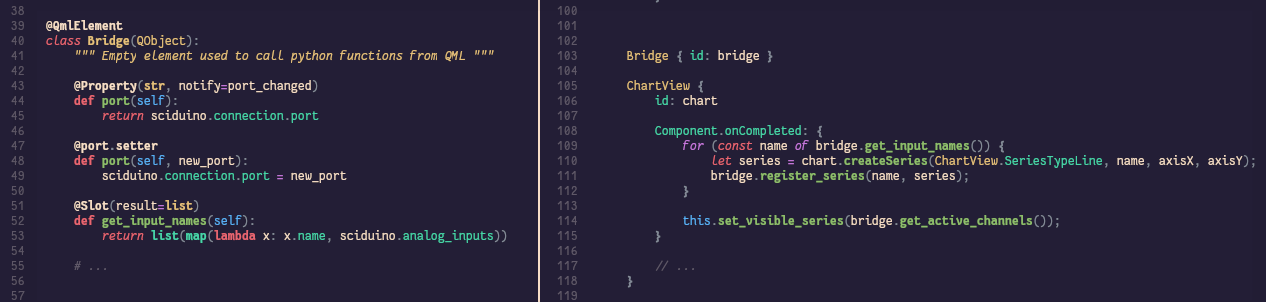 38
39 @QmlElement
40 class Bridge(QObject):
41 """ Empty element used to call python functions from QML """
42
43 @Property(str, notify=port_changed)
44 def port(self):
45 return sciduino.connection.port
46
47 @port.setter
48 def port(self, new_port):
49 sciduino.connection.port = new_port
50
51 @Slot(result=list)
52 def get_input_names(self):
53 return list(map(lambda x: x.name, sciduino.analog_inputs))
54
55 # ...
56
57
100
101
102
103 Bridge { id: bridge }
104
105 ChartView {
106 id: chart
107
108 Component.onCompleted: {
109 for (const name of bridge.get_input_names()) {
110 let series = chart.createSeries(ChartView.SeriesTypeLine, name, axisX, axisY);
111 bridge.register_series(name, series);
112 }
113
114 this.set_visible_series(bridge.get_active_channels());
115 }
116
117 // ...
118 }
119